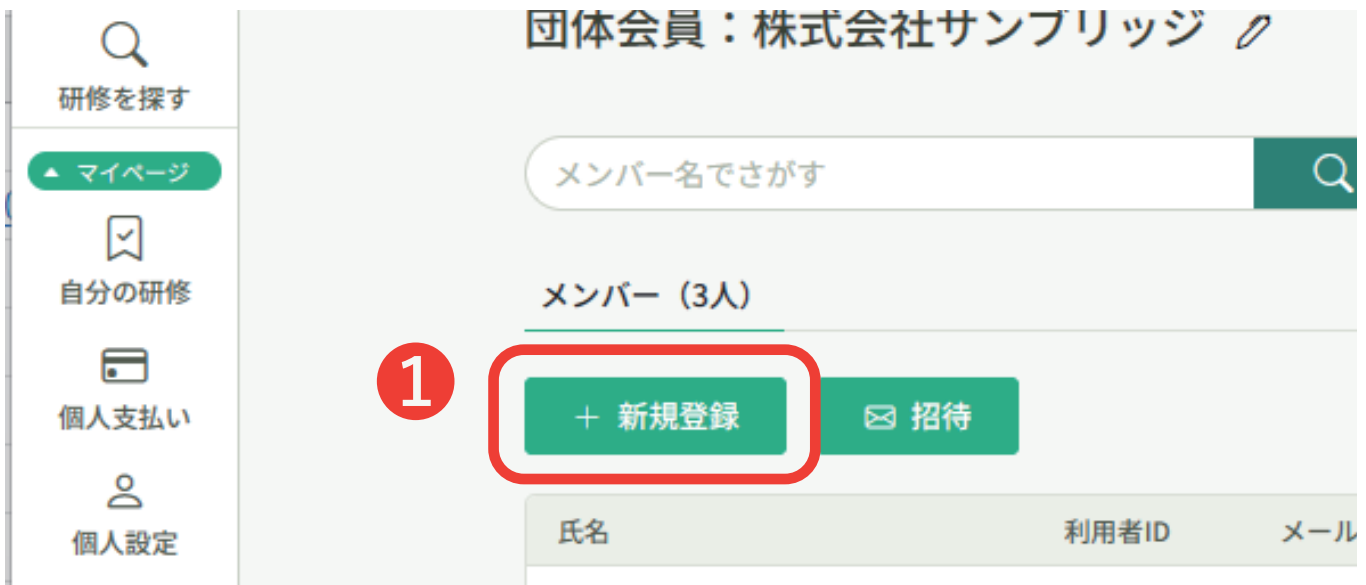 団体会員：株式会社サンブリッジ
研修を探す
マイページ
自分の研修
個人支払い
個人設定
メンバー名でさがす
メンバー（3人）
1
＋ 新規登録
招待
氏名 利用者ID メール